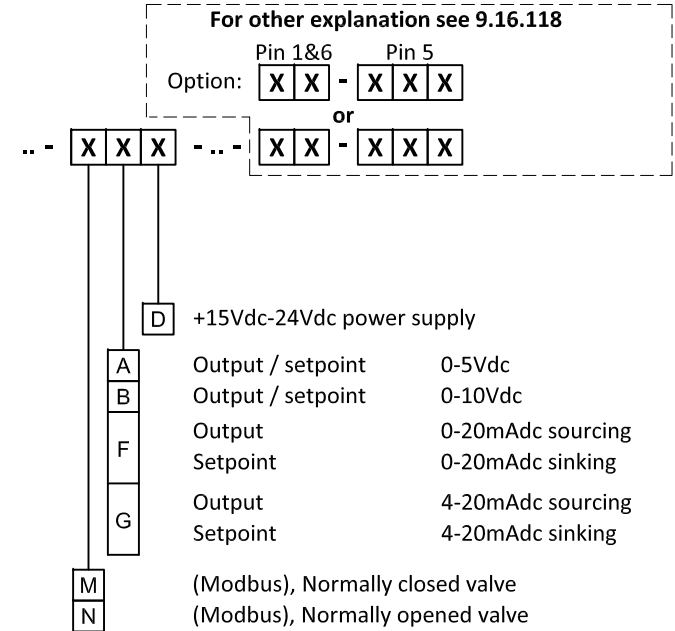 For other explanation see 9.16.118
Pin 1&6 Pin 5
Option: X X - X X X
or
.. - X X X - .. - X X - X X X
D +15Vdc-24Vdc power supply
A Output / setpoint 0-5Vdc
B Output / setpoint 0-10Vdc
F Output 0-20mAdc sourcing
Setpoint 0-20mAdc sinking
G Output 4-20mAdc sourcing
Setpoint 4-20mAdc sinking
M (Modbus), Normally closed valve
N (Modbus), Normally opened valve